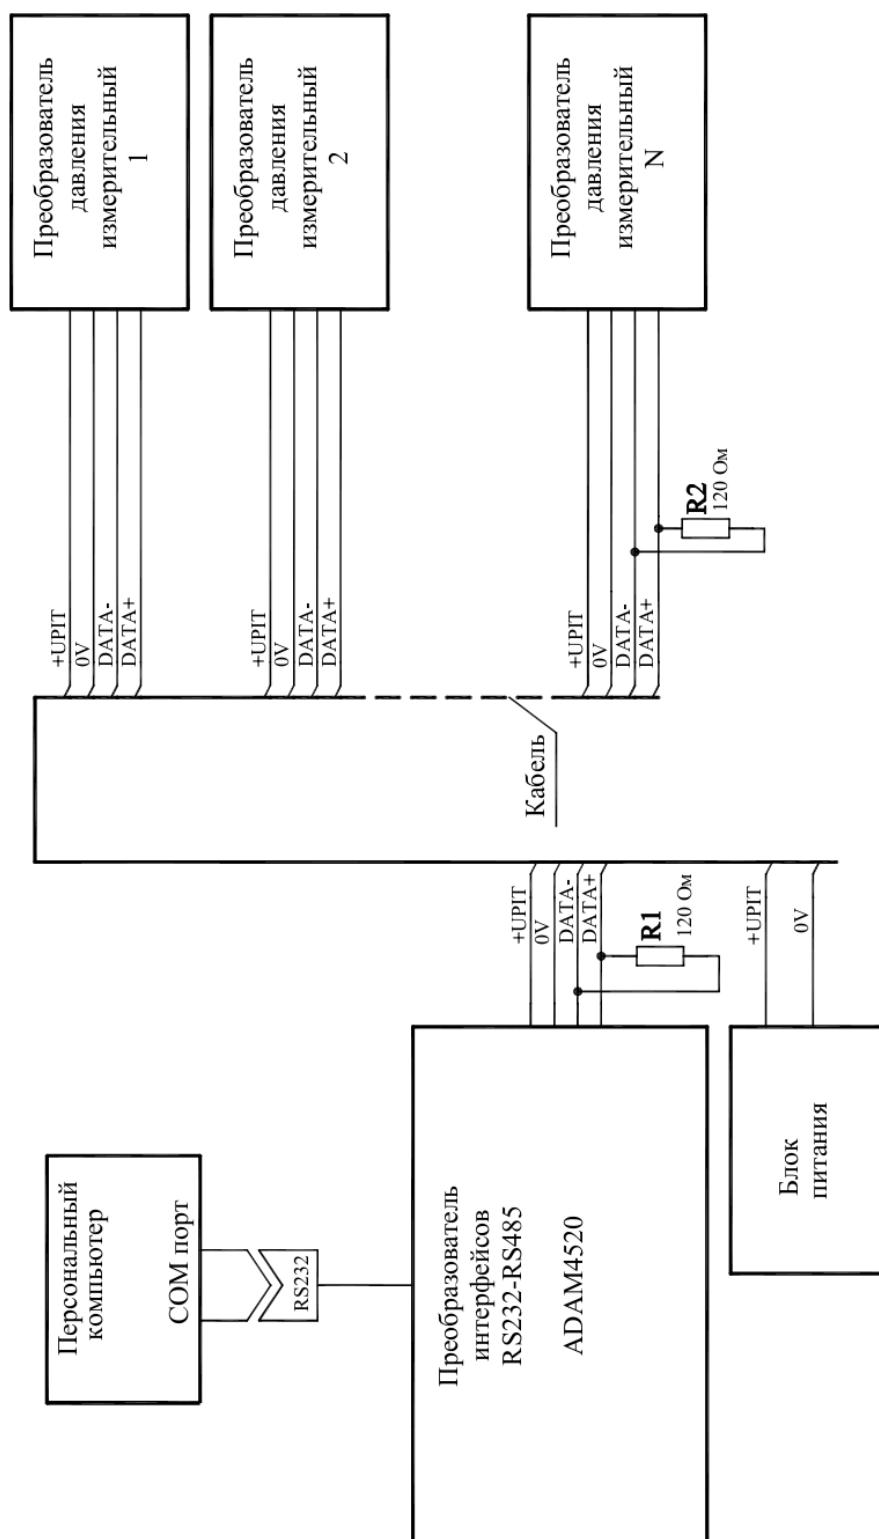 Персональный
компьютер
COM порт
RS232
Преобразователь
интерфейсов
RS232-RS485
ADAM4520
Блок
питания
+UPIT
0V
DATA-
DATA+
R1
120 Ом
+UPIT
0V
Кабель
+UPIT
0V
DATA-
DATA+
+UPIT
0V
DATA-
DATA+
+UPIT
0V
DATA-
DATA+
R2
120 Ом
Преобразователь
давления
измерительный
1
Преобразователь
давления
измерительный
2
Преобразователь
давления
измерительный
N